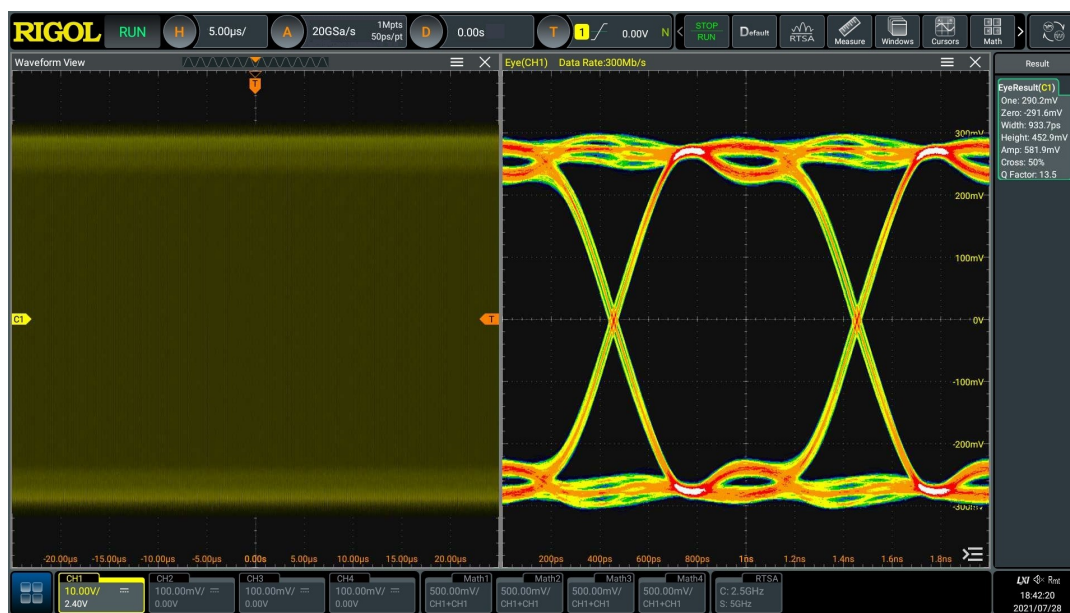 RIGOL RUN H 5.00μs/ A 20GSa/s 1Mpts 50ps/pt D 0.00s T 1 0.00V N < STOP RUN Default RTSA Measure Windows Cursors Math >
Waveform View
Eye(CH1) Data Rate:300Mb/s
Result
T
EyeResult(C1)
One: 290.2mV
Zero: -291.6mV
Width: 933.7ps
Height: 452.9mV
Amp: 581.9mV
Cross: 50%
Q Factor: 13.5
300mV
200mV
100mV
C1
T
0V
-100mV
-200mV
-300mV
-20.00μs -15.00μs -10.00μs -5.00μs 0.00s 5.00μs 10.00μs 15.00μs 20.00μs
200ps 400ps 600ps 800ps 1ns 1.2ns 1.4ns 1.6ns 1.8ns
CH1 CH2 CH3 CH4 Math1 Math2 Math3 Math4 RTSA
10.00V/ 100.00mV/ 100.00mV/ 100.00mV/ 500.00mV/ 500.00mV/ 500.00mV/ 500.00mV/ C: 2.5GHz
2.40V 0.00V 0.00V 0.00V CH1+CH1 CH1+CH1 CH1+CH1 CH1+CH1 S: 5GHz
LXI Rmt
18:42:20
2021/07/28